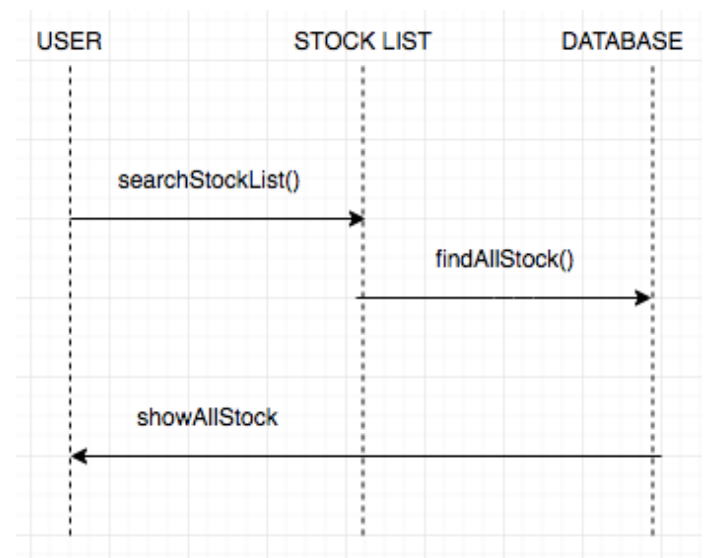 USER STOCK LIST DATABASE
searchStockList()
findAllStock()
showAllStock